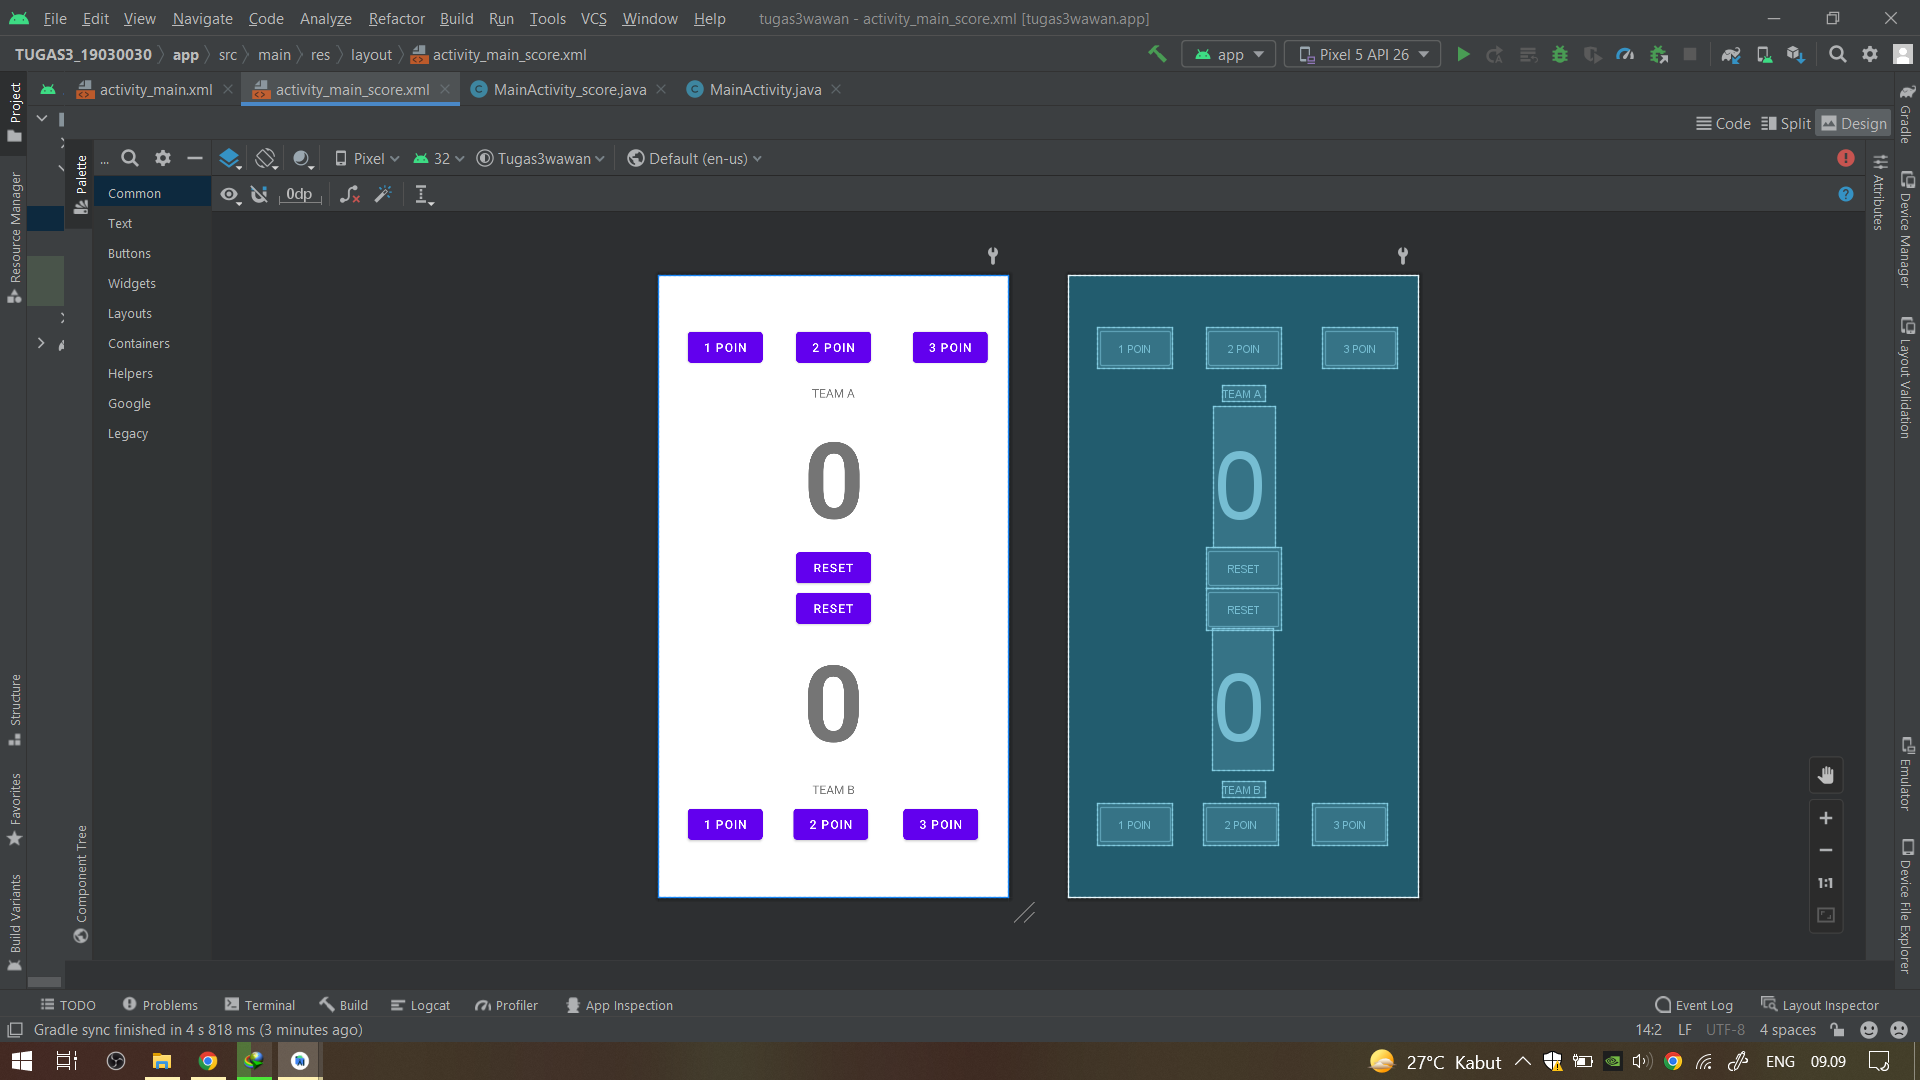 File Edit View Navigate Code Analyze Refactor Build Run Tools VCS Window Help tugas3wawan - activity_main_score.xml [tugas3wawan.app]
TUGAS3_19030030 app src main res layout activity_main_score.xml app Pixel 5 API 26
activity_main.xml activity_main_score.xml MainActivity_score.java MainActivity.java
Code Split Design
... Pixel 32 Tugas3wawan Default (en-us)
0dp
Project
Resource Manager
Structure
Favorites
Build Variants
Palette
Component Tree
Common
Text
Buttons
Widgets
Layouts
Containers
Helpers
Google
Legacy
1 POIN 2 POIN 3 POIN
TEAM A
0
RESET
RESET
0
TEAM B
1 POIN 2 POIN 3 POIN
1 POIN 2 POIN 3 POIN
TEAM A
0
RESET
RESET
0
TEAM B
1 POIN 2 POIN 3 POIN
1:1
Attributes
Gradle
Device Manager
Layout Validation
Emulator
Device File Explorer
TODO Problems Terminal Build Logcat Profiler App Inspection Event Log Layout Inspector
Gradle sync finished in 4 s 818 ms (3 minutes ago) 14:2 LF UTF-8 4 spaces
27°C Kabut ENG 09.09